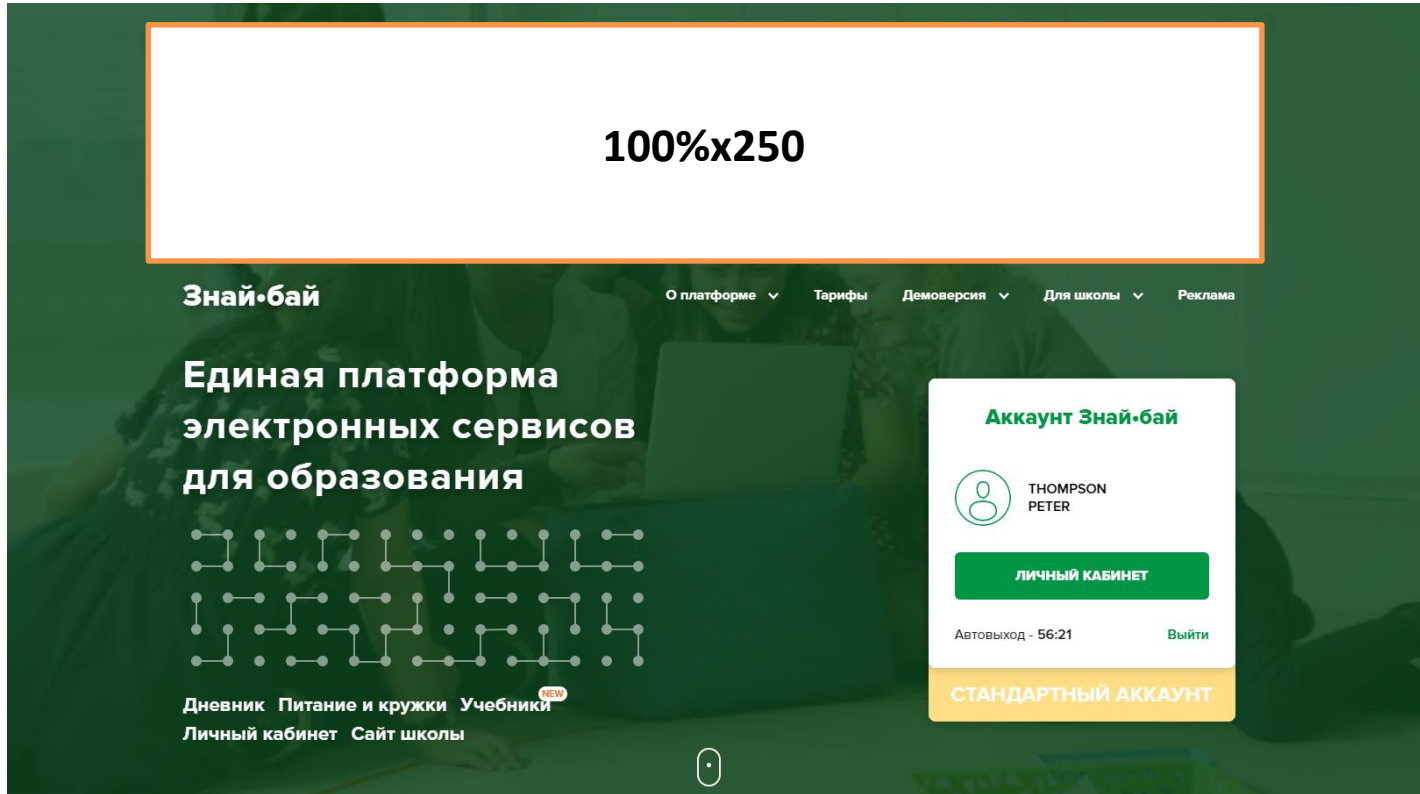 100%x250
Знай•бай
О платформе Тарифы Демоверсия Для школы Реклама
Единая платформа
электронных сервисов
для образования
Аккаунт Знай•бай
THOMPSON
PETER
ЛИЧНЫЙ КАБИНЕТ
Автовыход - 56:21 Выйти
СТАНДАРТНЫЙ АККАУНТ
Дневник Питание и кружки Учебники NEW
Личный кабинет Сайт школы